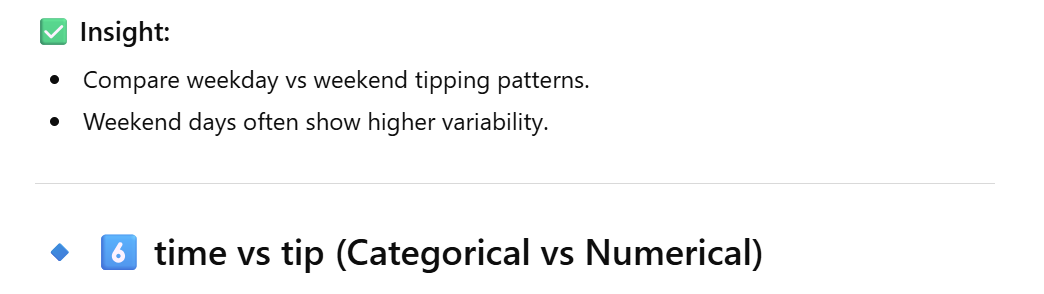 ✅ Insight:
• Compare weekday vs weekend tipping patterns.
• Weekend days often show higher variability.
🔹 6️⃣ time vs tip (Categorical vs Numerical)